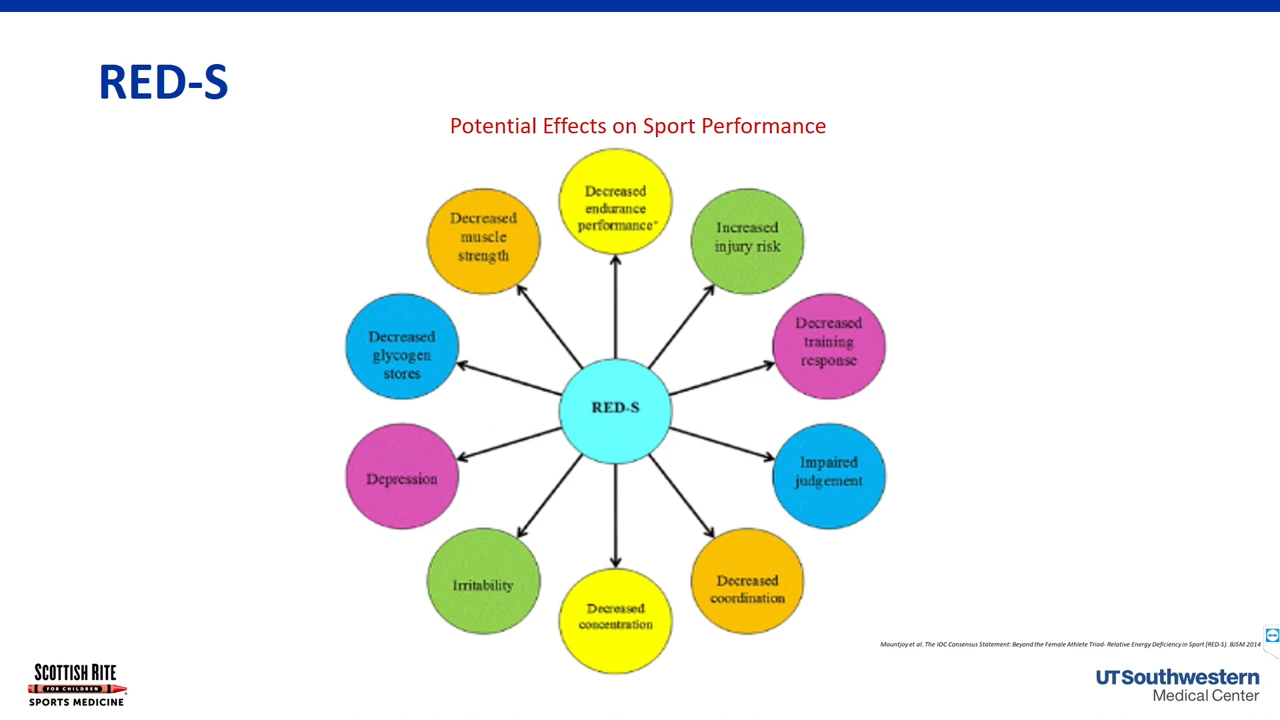 RED-S
Potential Effects on Sport Performance
Decreased
endurance
performance*
Increased
injury risk
Decreased
training
response
Impaired
judgement
Decreased
coordination
Decreased
concentration
Irritability
Depression
Decreased
glycogen
stores
Decreased
muscle
strength
RED-S
Mountjoy et al. The IOC Consensus Statement: Beyond the Female Athlete Triad- Relative Energy Deficiency in Sport (RED-S). BJSM 2014
SCOTTISH RITE
FOR CHILDREN
SPORTS MEDICINE
UT Southwestern
Medical Center